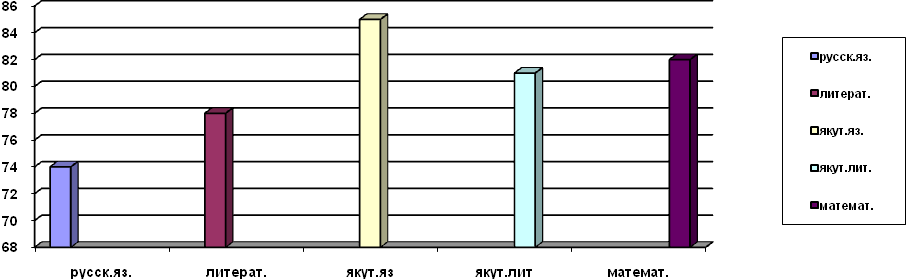 86
84
82
80
78
76
74
72
70
68
русск.яз.
литерат.
якут.яз
якут.лит
математ.
русск.яз.
литерат.
якут.яз.
якут.лит.
математ.